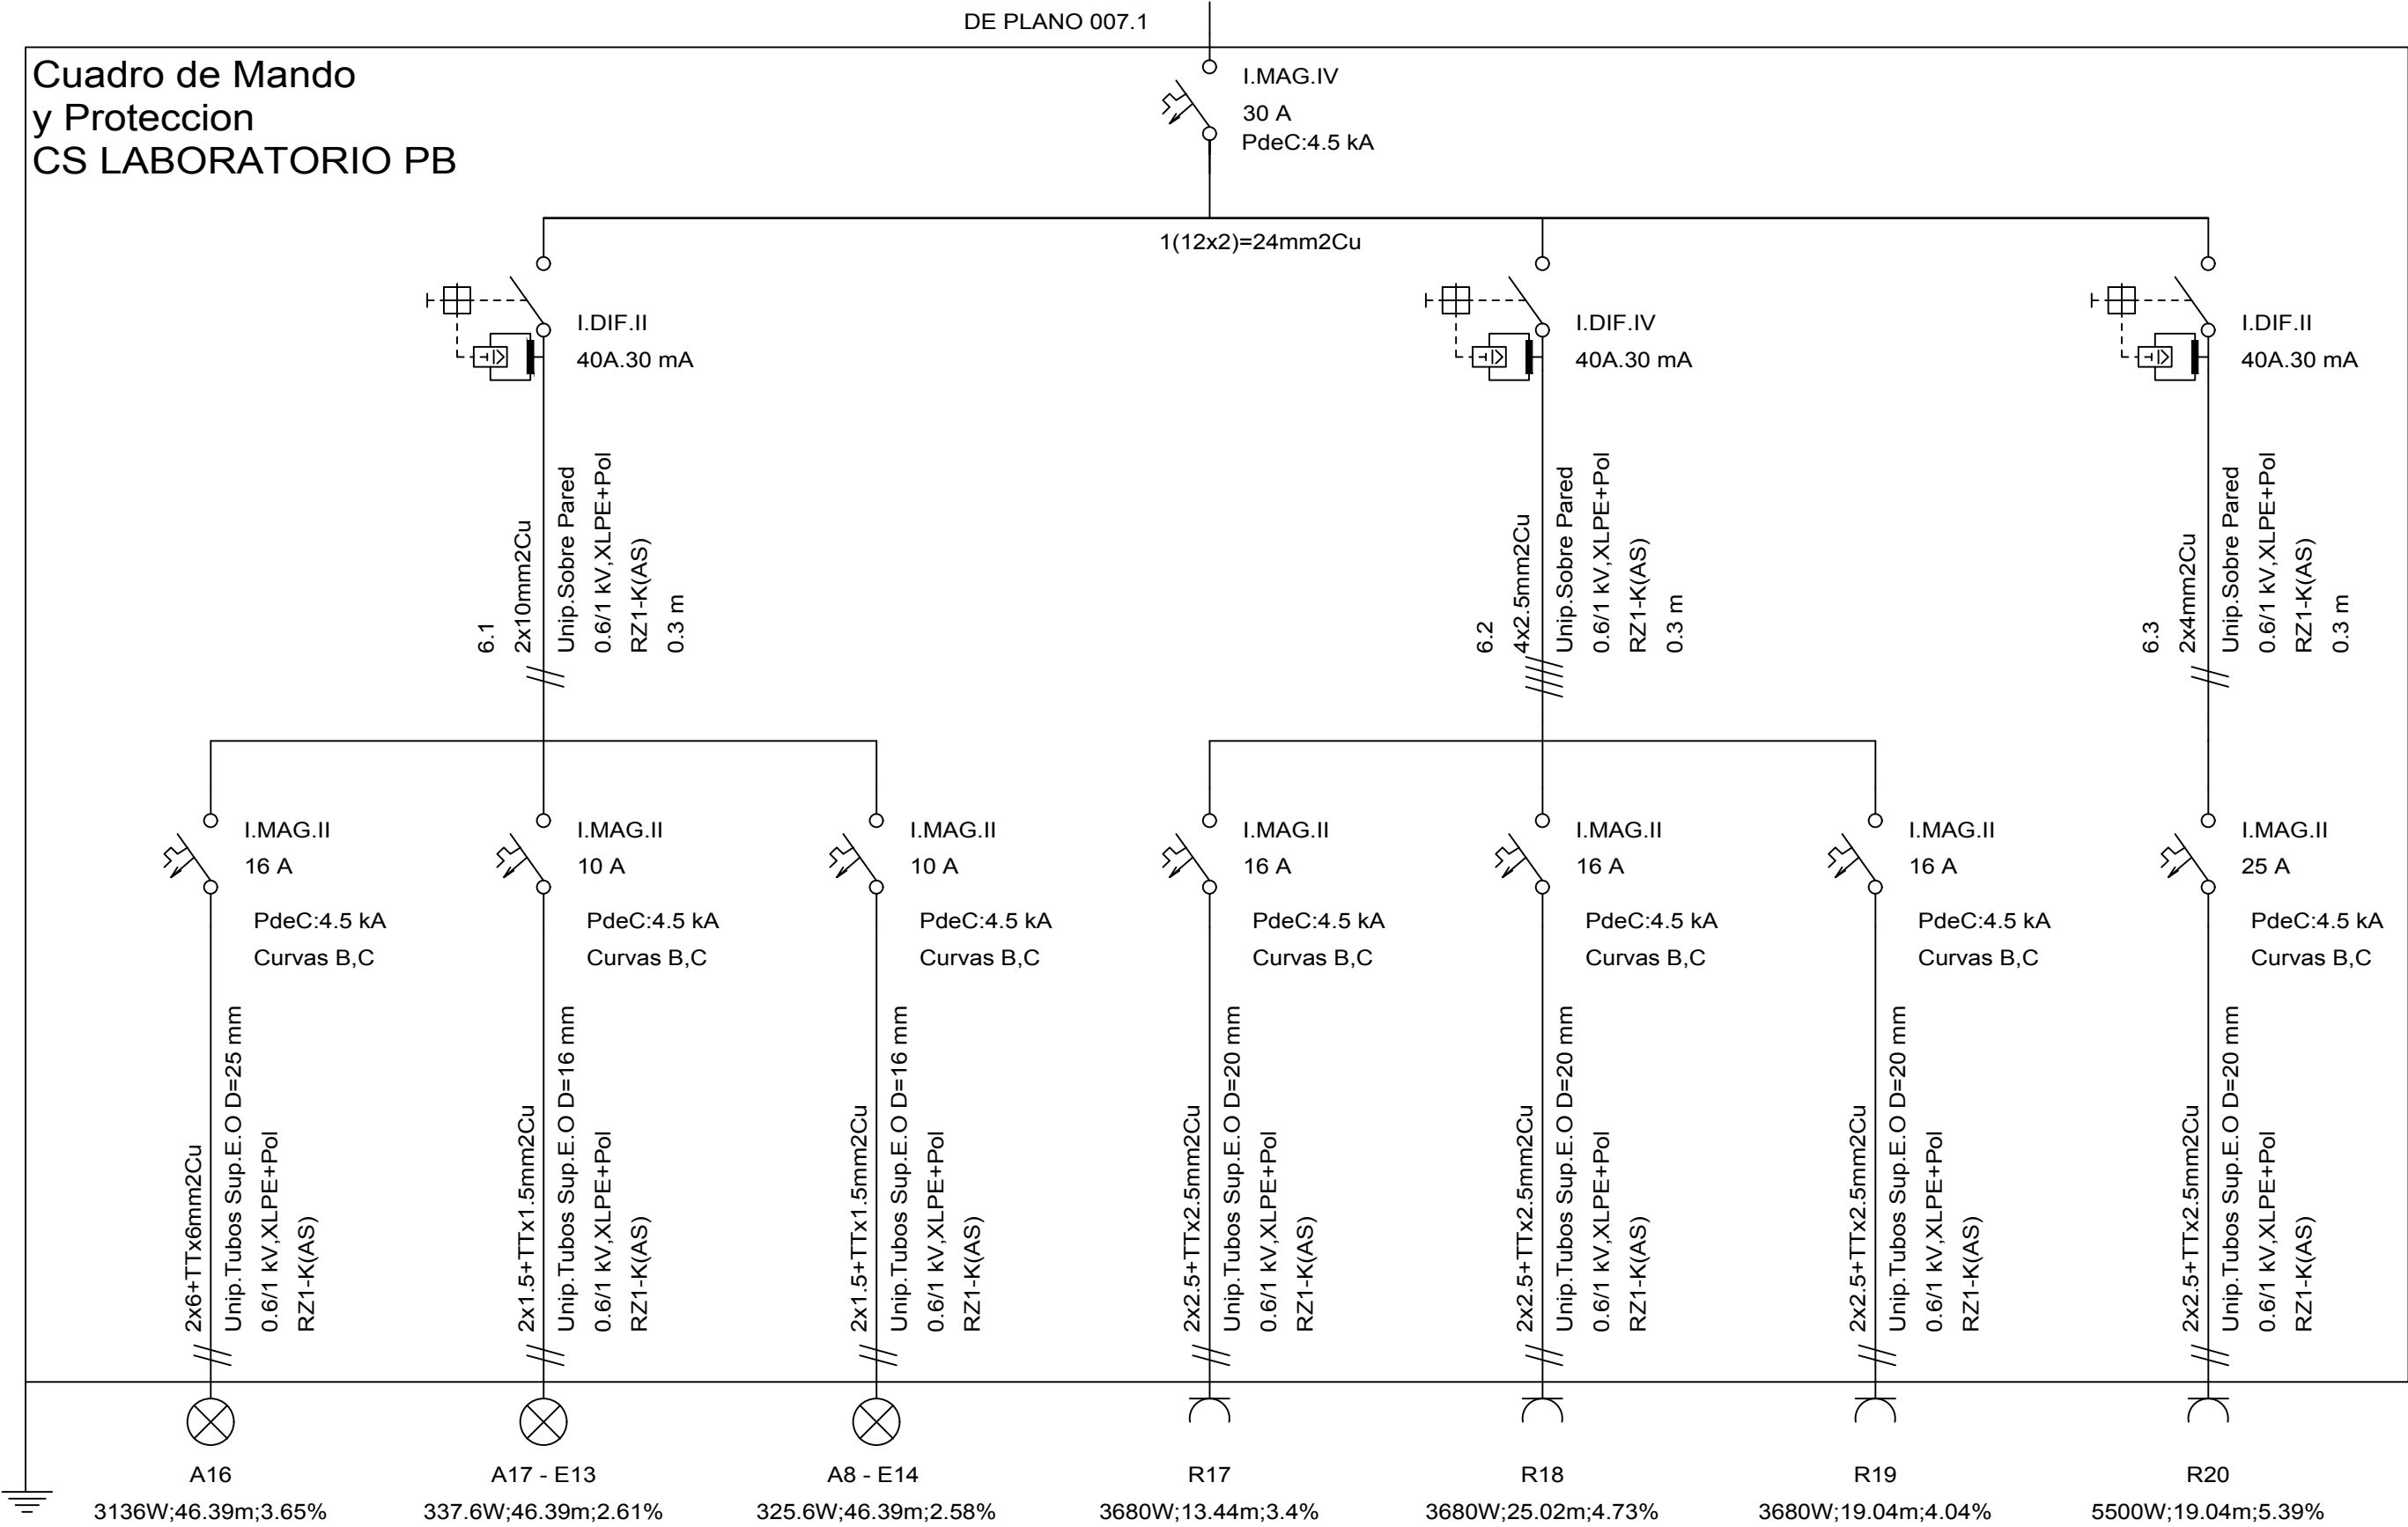 DE PLANO 007.1
Cuadro de Mando
y Proteccion
CS LABORATORIO PB
I.MAG.IV
30 A
PdeC:4.5 kA
1(12x2)=24mm2Cu
I.DIF.II
40A.30 mA
I.DIF.IV
40A.30 mA
I.DIF.II
40A.30 mA
6.1
2x10mm2Cu
Unip.Sobre Pared
0.6/1 kV,XLPE+Pol
RZ1-K(AS)
0.3 m
6.2
4x2.5mm2Cu
Unip.Sobre Pared
0.6/1 kV,XLPE+Pol
RZ1-K(AS)
0.3 m
6.3
2x4mm2Cu
Unip.Sobre Pared
0.6/1 kV,XLPE+Pol
RZ1-K(AS)
0.3 m
I.MAG.II
16 A
PdeC:4.5 kA
Curvas B,C
I.MAG.II
10 A
PdeC:4.5 kA
Curvas B,C
I.MAG.II
10 A
PdeC:4.5 kA
Curvas B,C
I.MAG.II
16 A
PdeC:4.5 kA
Curvas B,C
I.MAG.II
16 A
PdeC:4.5 kA
Curvas B,C
I.MAG.II
16 A
PdeC:4.5 kA
Curvas B,C
I.MAG.II
25 A
PdeC:4.5 kA
Curvas B,C
2x6+TTx6mm2Cu
Unip.Tubos Sup.E.O D=25 mm
0.6/1 kV,XLPE+Pol
RZ1-K(AS)
2x1.5+TTx1.5mm2Cu
Unip.Tubos Sup.E.O D=16 mm
0.6/1 kV,XLPE+Pol
RZ1-K(AS)
2x1.5+TTx1.5mm2Cu
Unip.Tubos Sup.E.O D=16 mm
0.6/1 kV,XLPE+Pol
RZ1-K(AS)
2x2.5+TTx2.5mm2Cu
Unip.Tubos Sup.E.O D=20 mm
0.6/1 kV,XLPE+Pol
RZ1-K(AS)
2x2.5+TTx2.5mm2Cu
Unip.Tubos Sup.E.O D=20 mm
0.6/1 kV,XLPE+Pol
RZ1-K(AS)
2x2.5+TTx2.5mm2Cu
Unip.Tubos Sup.E.O D=20 mm
0.6/1 kV,XLPE+Pol
RZ1-K(AS)
2x2.5+TTx2.5mm2Cu
Unip.Tubos Sup.E.O D=20 mm
0.6/1 kV,XLPE+Pol
RZ1-K(AS)
A16
3136W;46.39m;3.65%
A17 - E13
337.6W;46.39m;2.61%
A8 - E14
325.6W;46.39m;2.58%
R17
3680W;13.44m;3.4%
R18
3680W;25.02m;4.73%
R19
3680W;19.04m;4.04%
R20
5500W;19.04m;5.39%